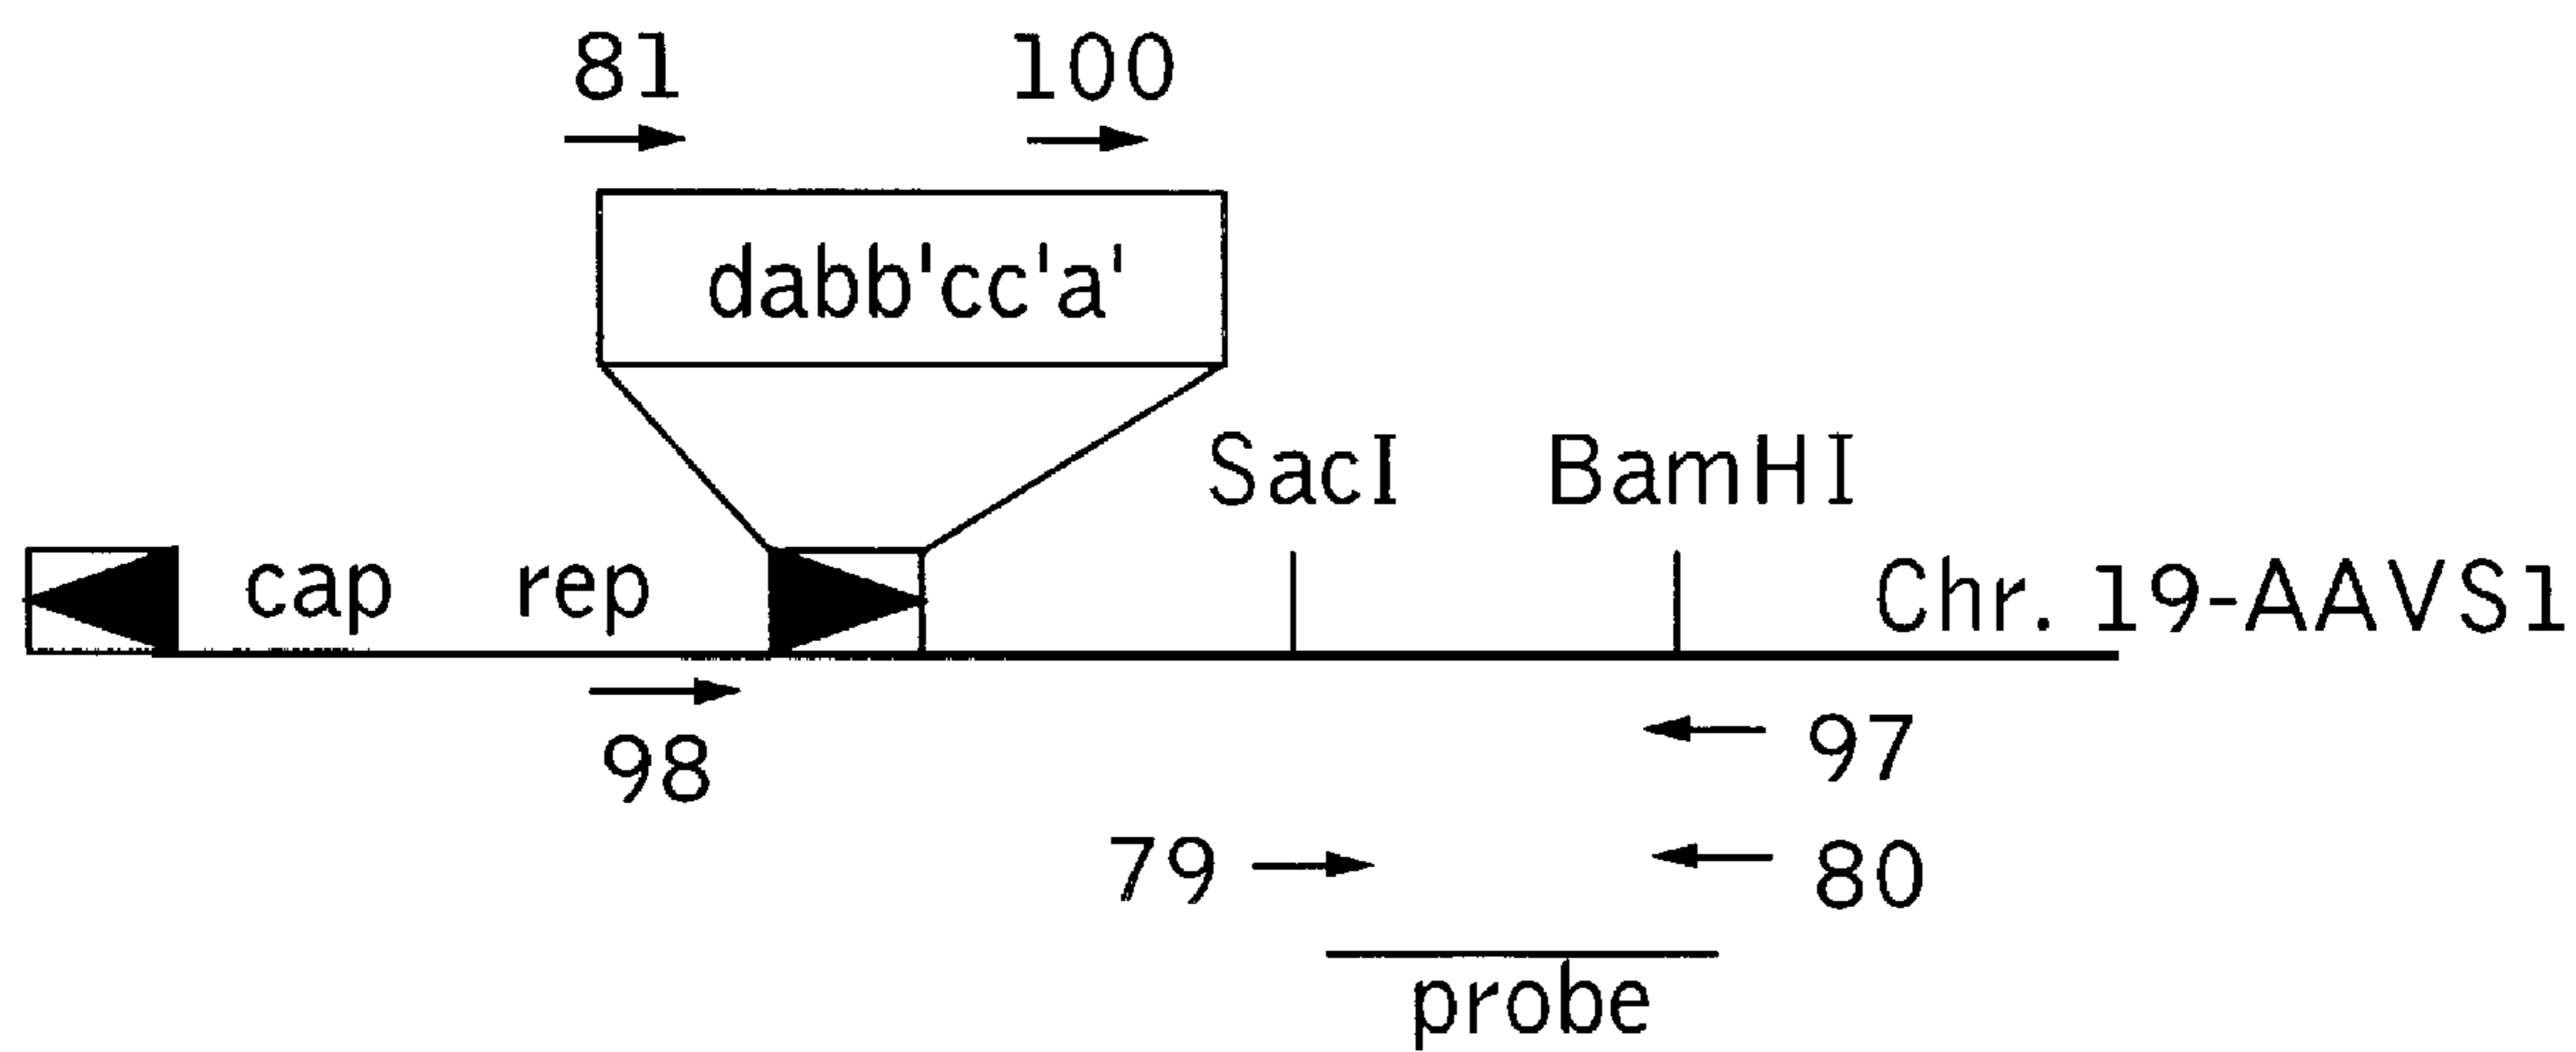 81 100
dabb'cc'a'
SacI BamHI
cap rep Chr. 19-AAVS1
98 97
79 80
probe